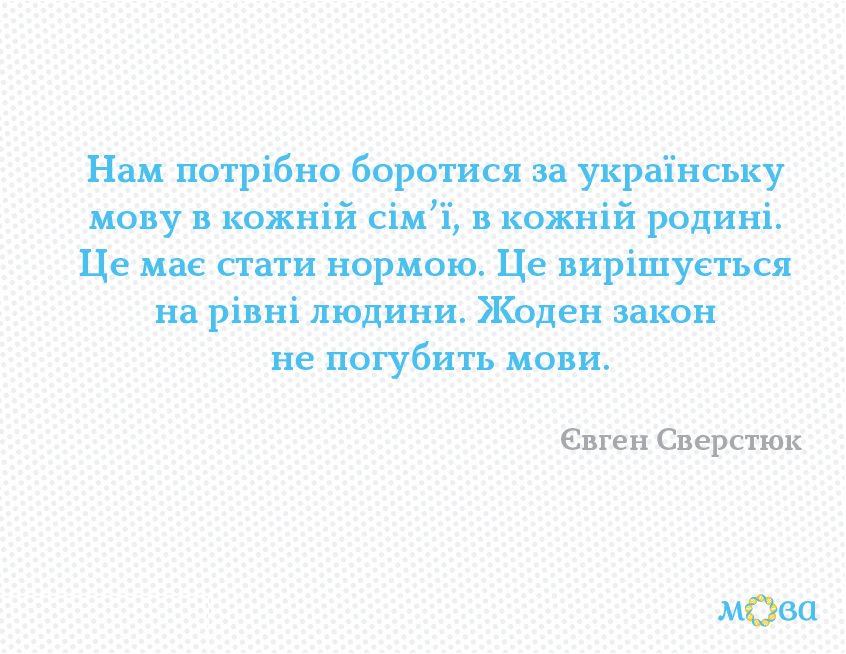 Нам потрібно боротися за українську
мову в кожній сім’ї, в кожній родині.
Це має стати нормою. Це вирішується
на рівні людини. Жоден закон
не погубить мови.
Євген Сверстюк
мова